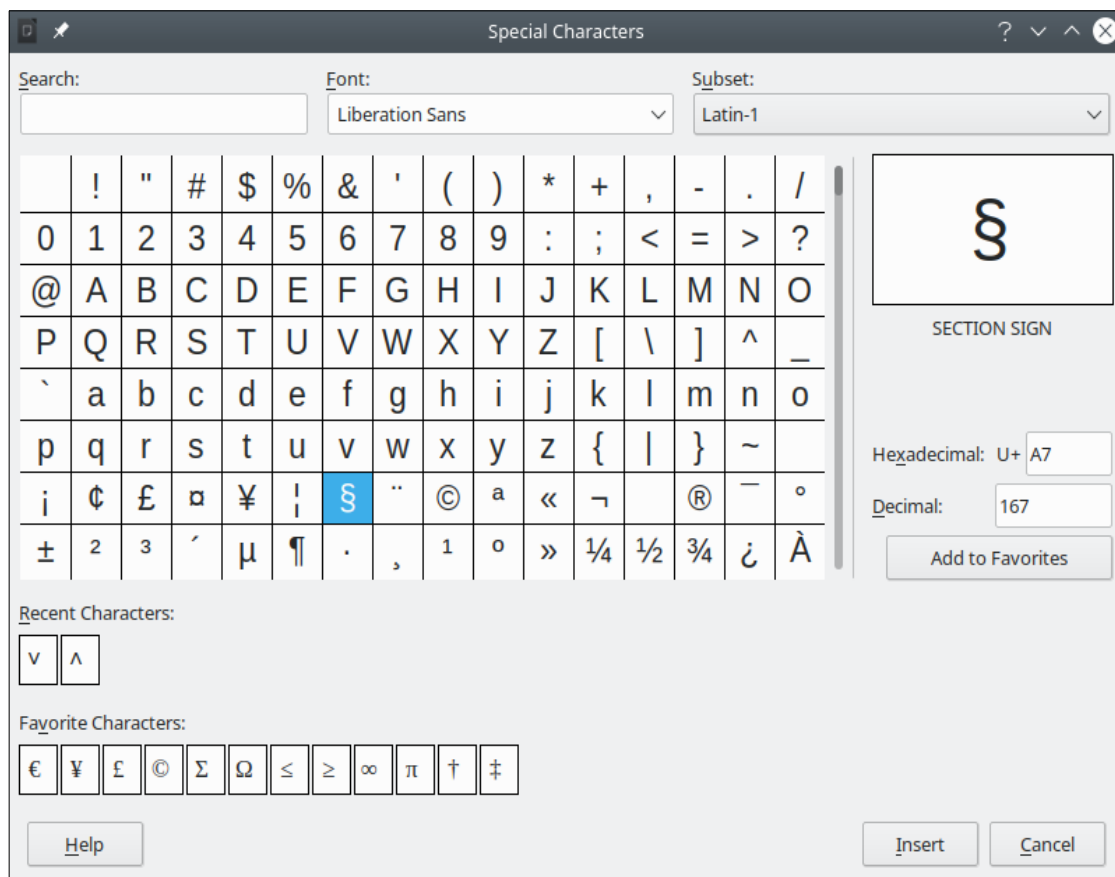 Special Characters
Search: Font: Subset:
Liberation Sans Latin-1
! " # $ % & ' ( ) * + , - . /
0 1 2 3 4 5 6 7 8 9 : ; < = > ?
@ A B C D E F G H I J K L M N O
P Q R S T U V W X Y Z [ \ ] ^ _
` a b c d e f g h i j k l m n o
p q r s t u v w x y z { | } ~
¡ ¢ £ ¤ ¥ ¦ § ¨ © ª « ¬ ® ¯ °
± ² ³ ´ µ ¶ · ¸ ¹ º » ¼ ½ ¾ ¿ À
§
SECTION SIGN
Hexadecimal: U+ A7
Decimal: 167
Add to Favorites
Recent Characters:
˅ ˄
Favorite Characters:
€ ¥ £ © Σ Ω ≤ ≥ ∞ π † ‡
Help Insert Cancel